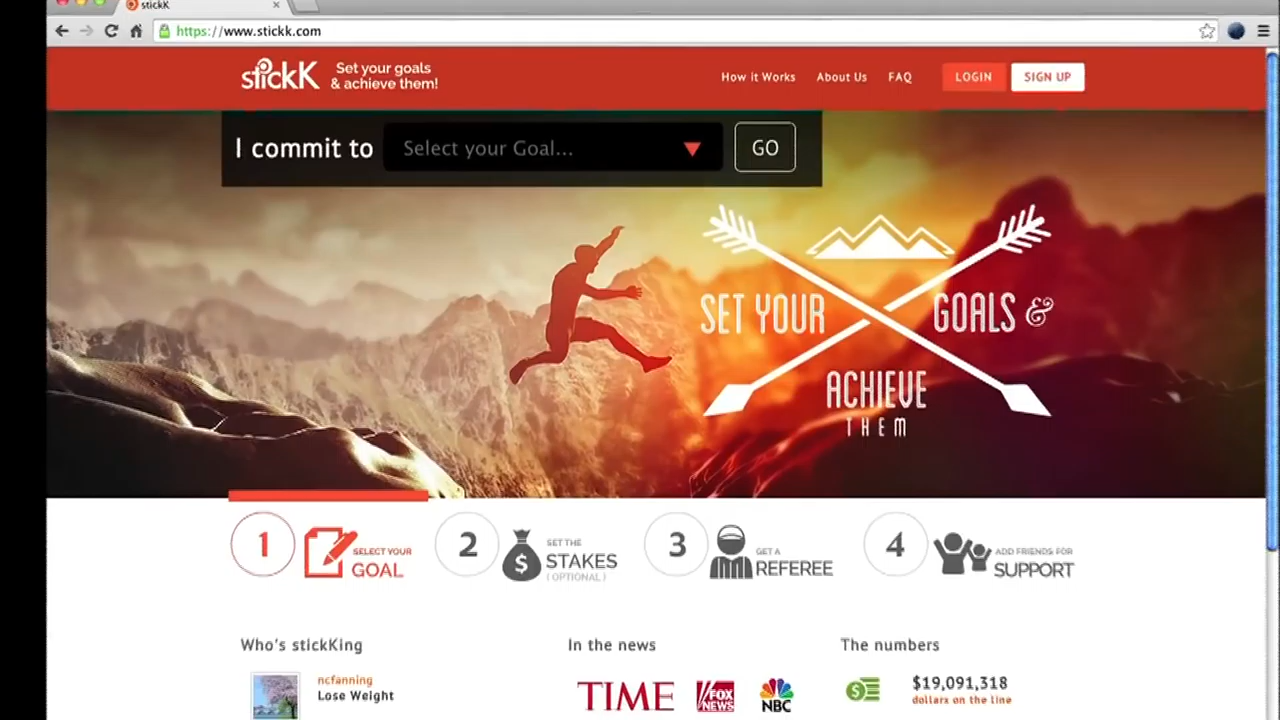 stickK
https://www.stickk.com
stickK
Set your goals
& achieve them!
How it Works
About Us
FAQ
LOGIN
SIGN UP
I commit to
Select your Goal...
GO
SET YOUR
GOALS &
ACHIEVE
THEM
1
SELECT YOUR
GOAL
2
SET THE
STAKES
( OPTIONAL )
3
GET A
REFEREE
4
ADD FRIENDS FOR
SUPPORT
Who's stickKing
ncfanning
Lose Weight
In the news
TIME
FOX
NEWS
NBC
The numbers
$19,091,318
dollarx on the line